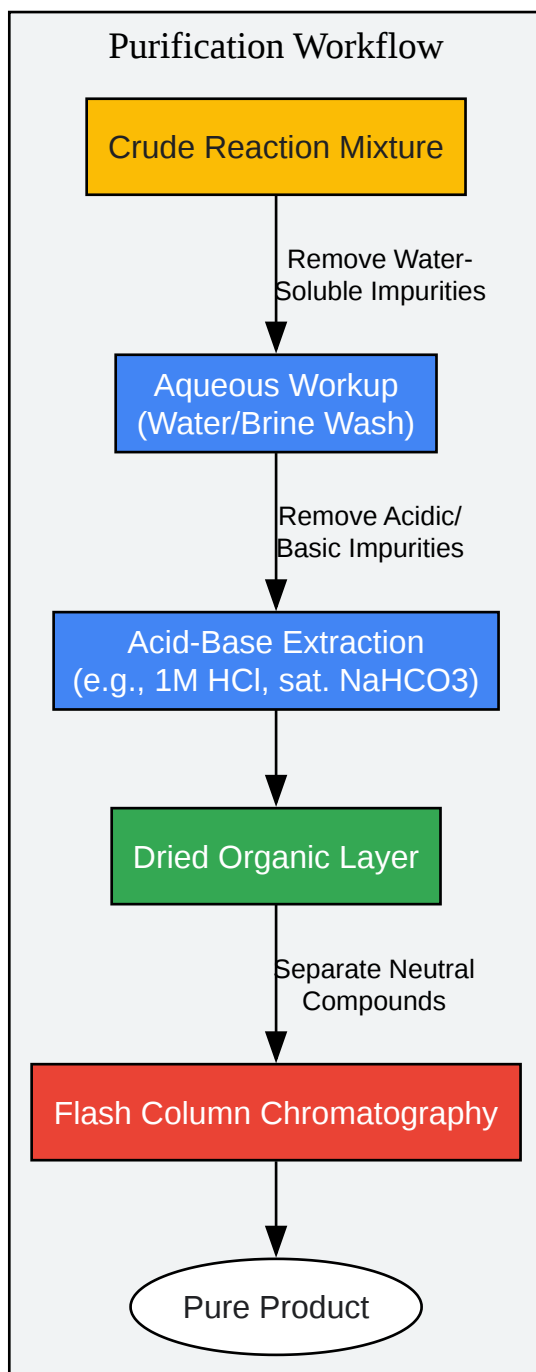 Purification Workflow
Crude Reaction Mixture
Remove Water-
Soluble Impurities
Aqueous Workup
(Water/Brine Wash)
Remove Acidic/
Basic Impurities
Acid-Base Extraction
(e.g., 1M HCl, sat. NaHCO3)
Dried Organic Layer
Separate Neutral
Compounds
Flash Column Chromatography
Pure Product